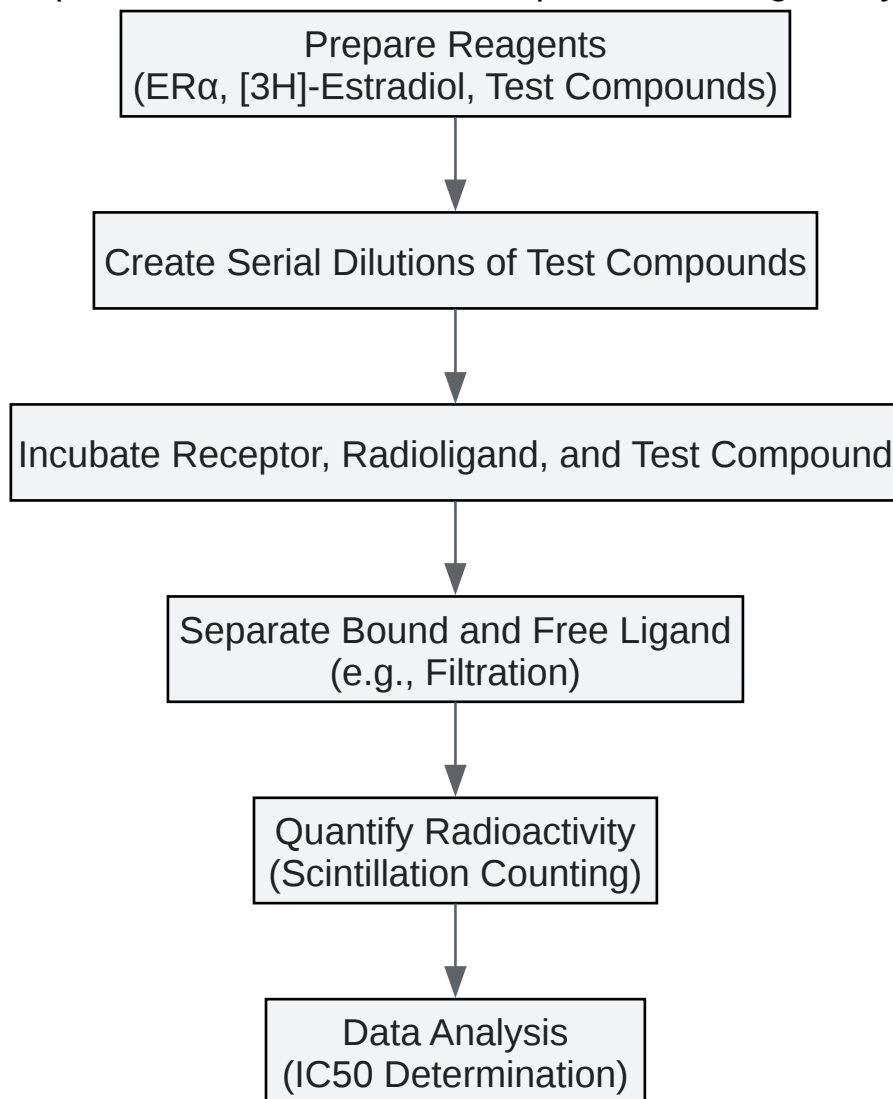 Prepare Reagents
(ERα, [3H]-Estradiol, Test Compounds)
Create Serial Dilutions of Test Compounds
Incubate Receptor, Radioligand, and Test Compound
Separate Bound and Free Ligand
(e.g., Filtration)
Quantify Radioactivity
(Scintillation Counting)
Data Analysis
(IC50 Determination)